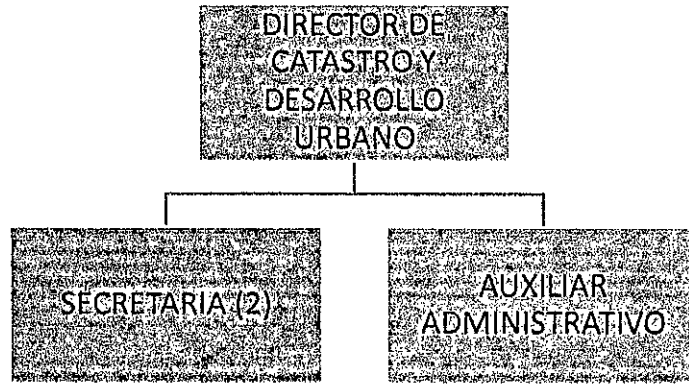 DIRECTOR DE
CATASTRO Y
DESARROLLO
URBANO
SECRETARIA (2)
AUXILIAR
ADMINISTRATIVO